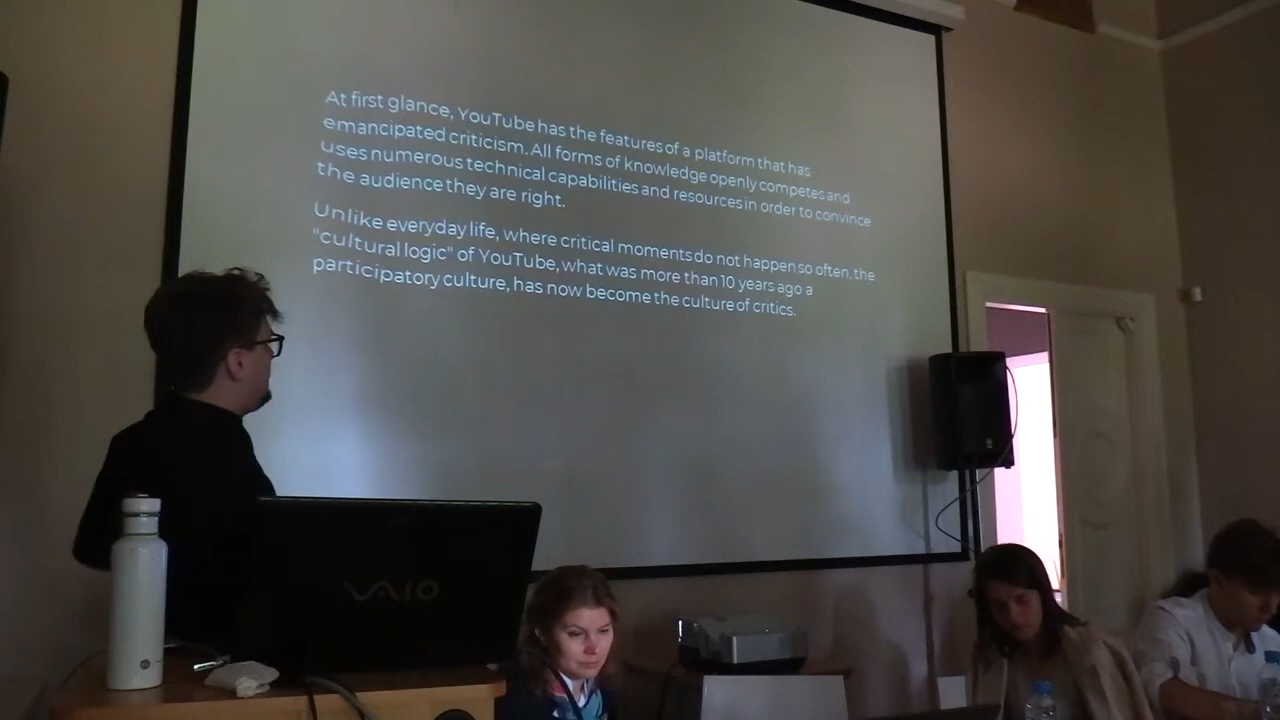 At first glance, YouTube has the features of a platform that has
emancipated criticism. All forms of knowledge openly competes and
uses numerous technical capabilities and resources in order to convince
the audience they are right.
Unlike everyday life, where critical moments do not happen so often, the
"cultural logic" of YouTube, what was more than 10 years ago a
participatory culture, has now become the culture of critics.
VAIO